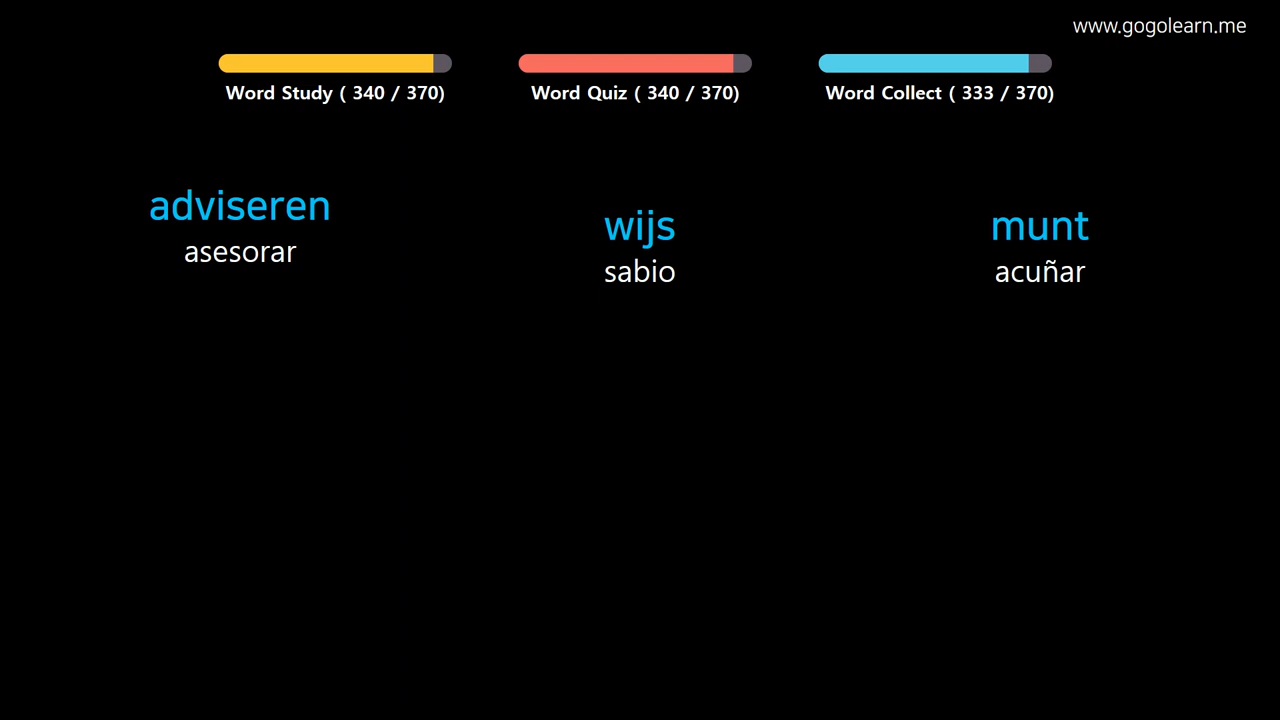 www.gogolearn.me
Word Study ( 340 / 370)
Word Quiz ( 340 / 370)
Word Collect ( 333 / 370)
adviseren
asesorar
wijs
sabio
munt
acuñar